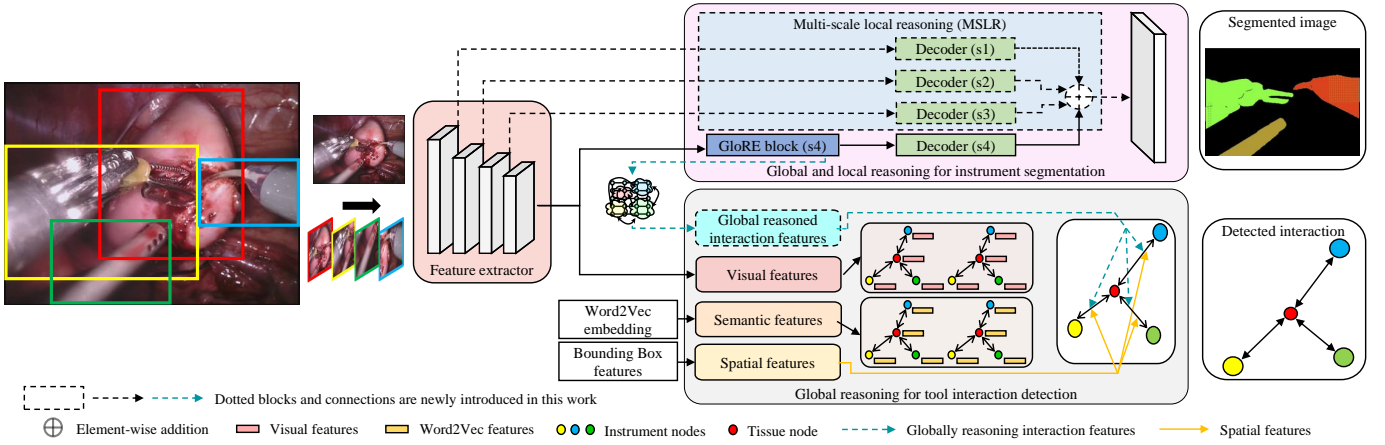 Multi-scale local reasoning (MSLR)
Decoder (s1)
Decoder (s2)
Decoder (s3)
GloRE block (s4)
Decoder (s4)
Global and local reasoning for instrument segmentation
Segmented image
Feature extractor
Global reasoned
interaction features
Visual features
Word2Vec
embedding
Semantic features
Bounding Box
features
Spatial features
Global reasoning for tool interaction detection
Detected interaction
Dotted blocks and connections are newly introduced in this work
Element-wise addition
Visual features
Word2Vec features
Instrument nodes
Tissue node
Globally reasoning interaction features
Spatial features